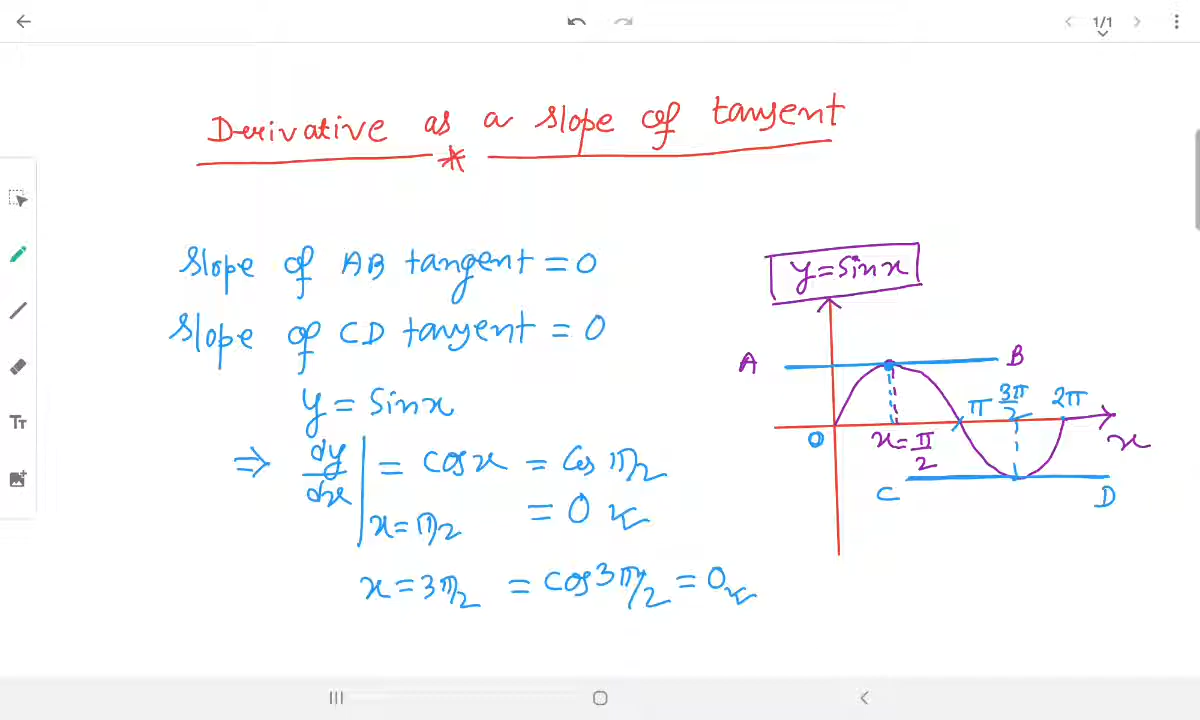 1/1
Derivative as a slope of tangent
*
Slope of AB tangent = 0
Slope of CD tangent = 0
y = Sinx
⇒ dy/dx | x = π/2 = cosx = Cos π/2
= 0
x = 3π/2 = cos 3π/2 = 0
y = Sinx
A B
π 3π/2 2π
O x = π/2 x
C D
Tт